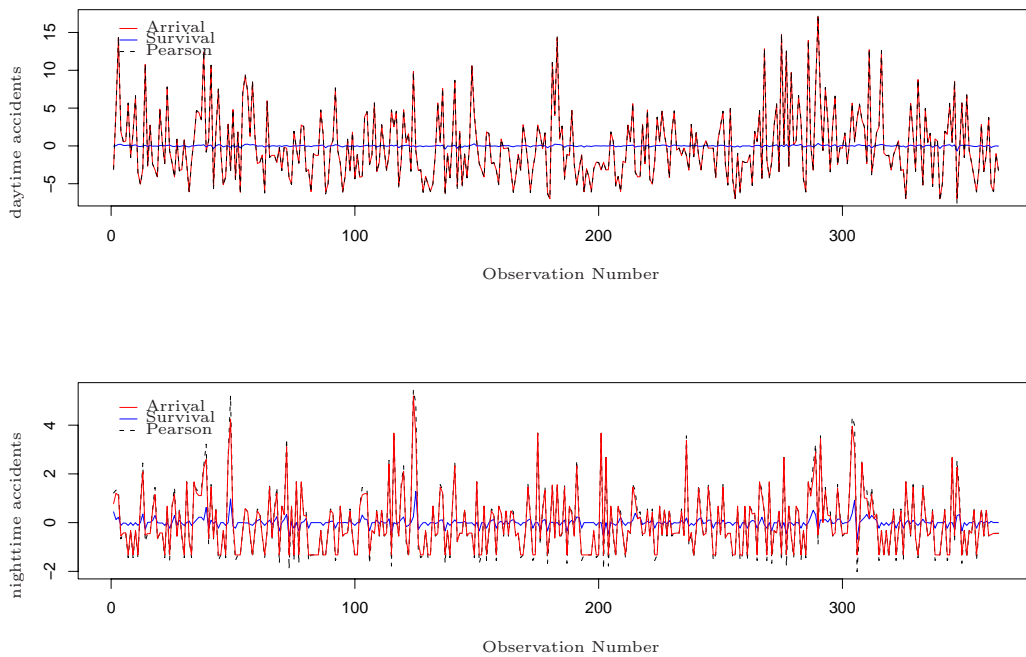 daytime accidents
15
10
5
0
−5
Arrival
Survival
Pearson
0 100 200 300
Observation Number
nighttime accidents
4
2
0
−2
Arrival
Survival
Pearson
0 100 200 300
Observation Number